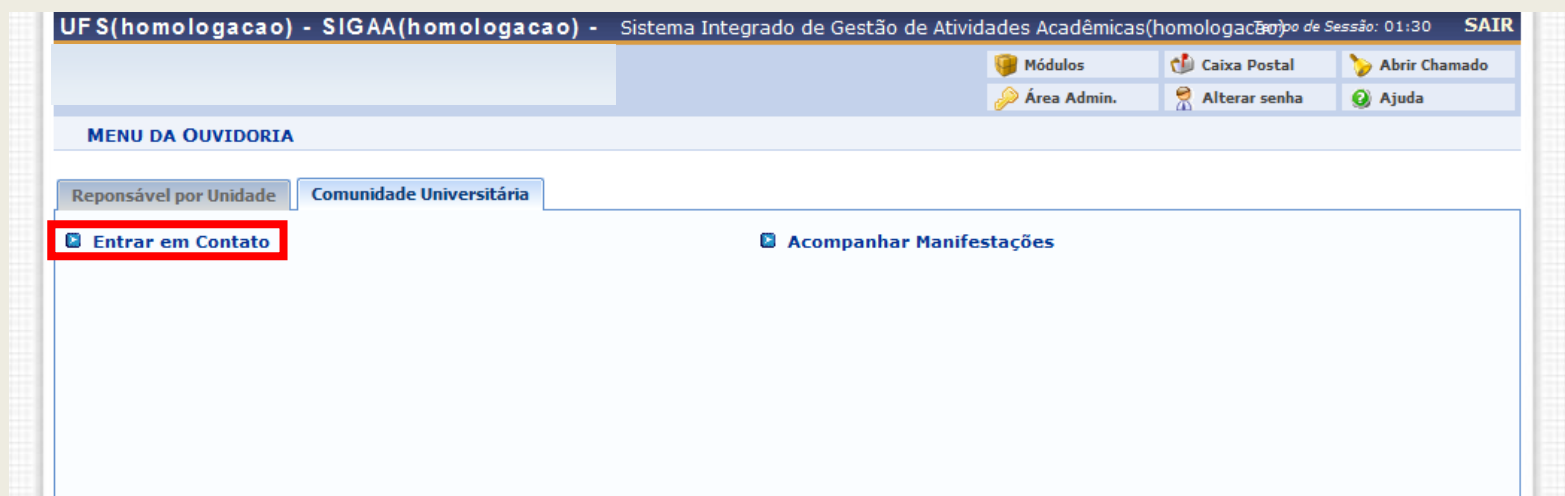 UFS(homologacao) - SIGAA(homologacao) - Sistema Integrado de Gestão de Atividades Acadêmicas(homologacao) Tempo de Sessão: 01:30 SAIR
Módulos Caixa Postal Abrir Chamado
Área Admin. Alterar senha Ajuda
MENU DA OUVIDORIA
Reponsável por Unidade Comunidade Universitária
Entrar em Contato Acompanhar Manifestações